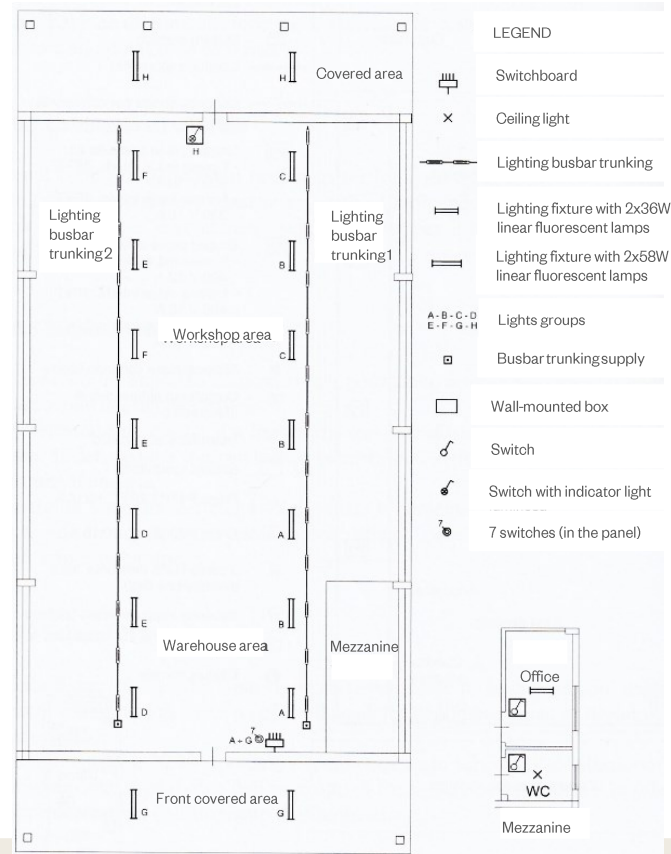 H
H
Covered area
H
F
C
Lighting
busbar
trunking2
Lighting
busbar
trunking1
E
B
Workshop area
F
C
E
B
D
A
E
B
Warehouse area
Mezzanine
D
A
7
A ÷ G
Front covered area
G
G
LEGEND
Switchboard
Ceiling light
Lighting busbar trunking
Lighting fixture with 2x36W
linear fluorescent lamps
Lighting fixture with 2x58W
linear fluorescent lamps
A - B - C - D
E - F - G - H
Lights groups
Busbar trunking supply
Wall-mounted box
Switch
Switch with indicator light
7
7 switches (in the panel)
Office
WC
Mezzanine